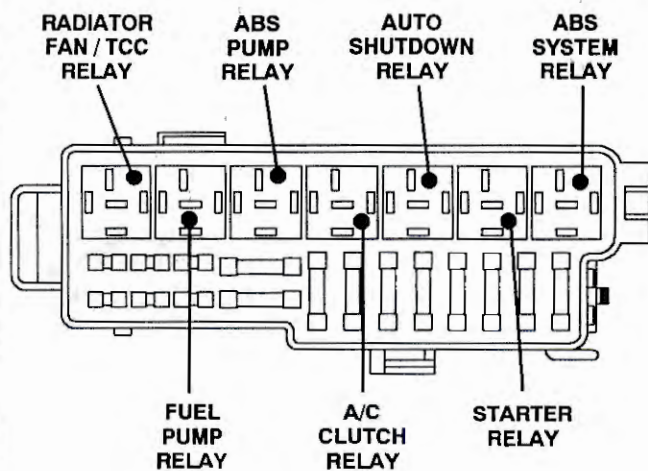 RADIATOR
FAN / TCC
RELAY
ABS
PUMP
RELAY
AUTO
SHUTDOWN
RELAY
ABS
SYSTEM
RELAY
FUEL
PUMP
RELAY
A/C
CLUTCH
RELAY
STARTER
RELAY